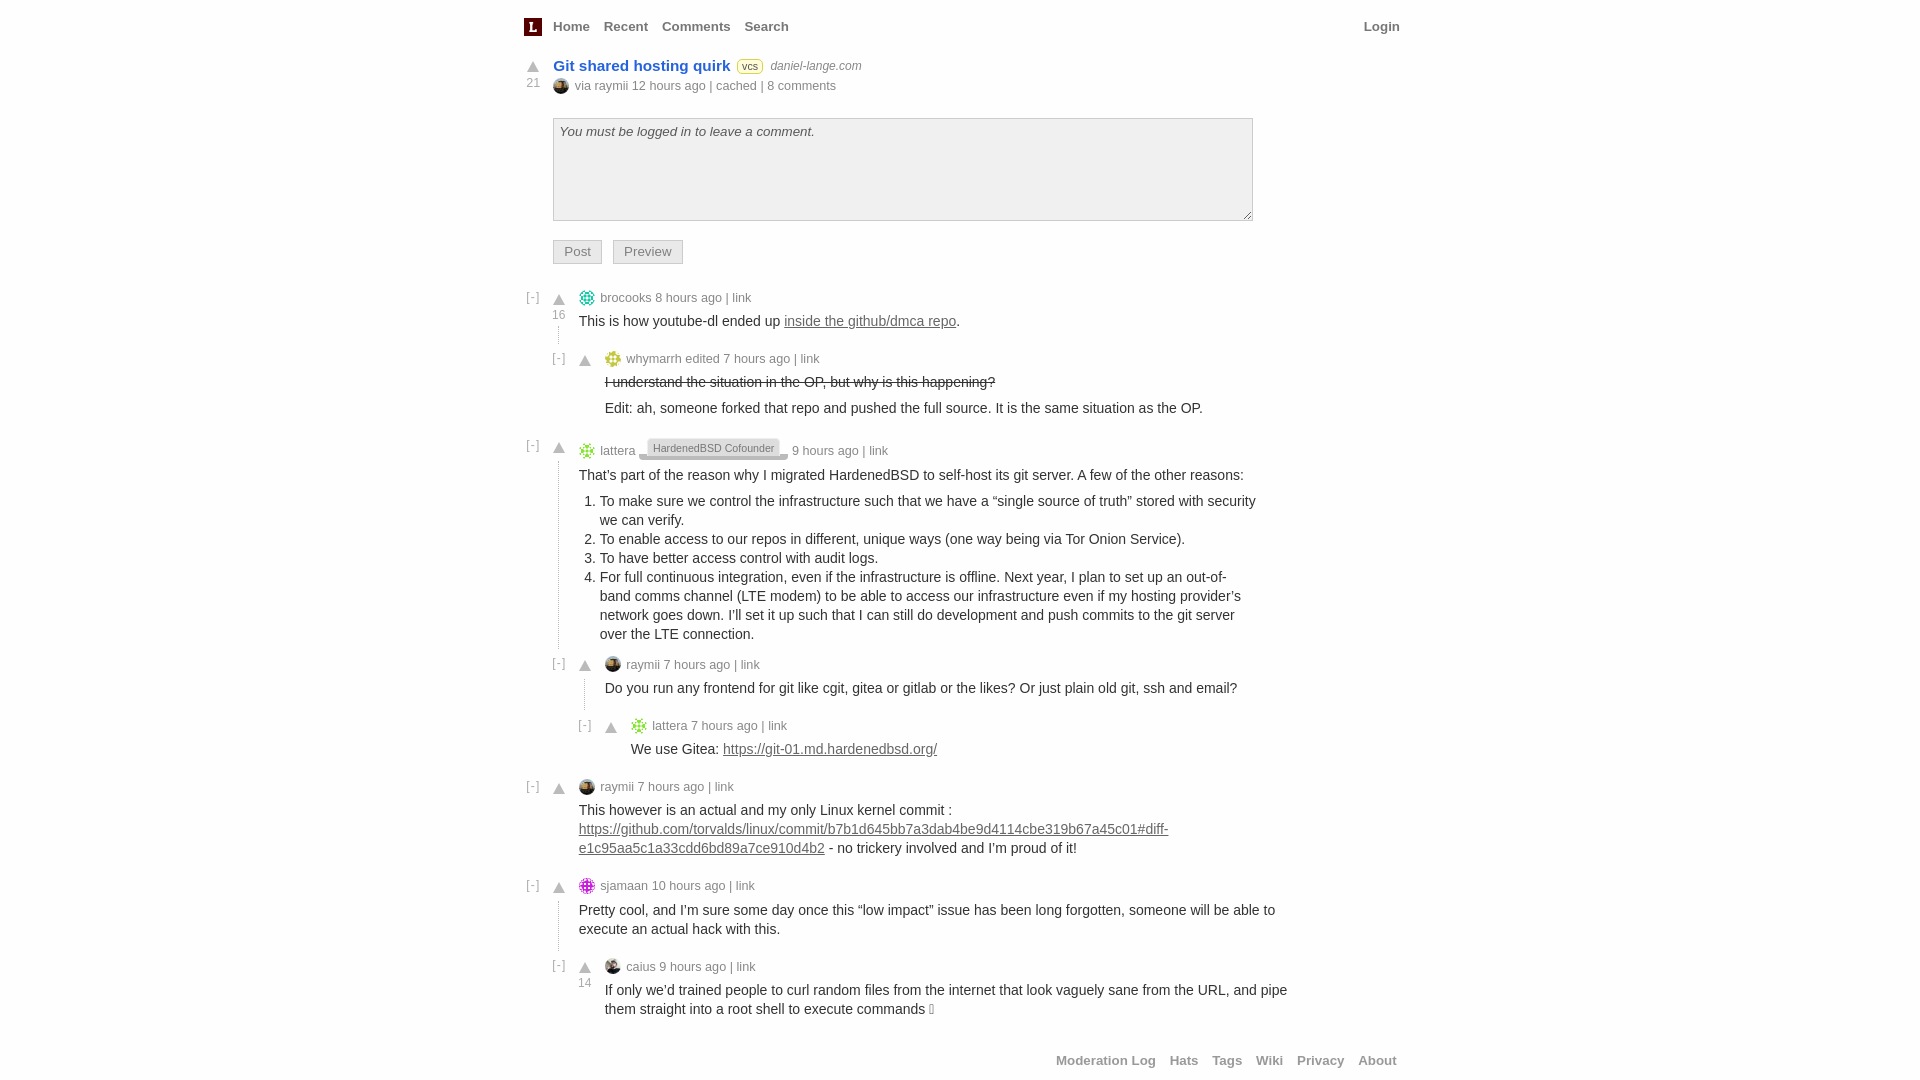 L Home Recent Comments Search Login
Git shared hosting quirk vcs daniel-lange.com
21
via raymii 12 hours ago | cached | 8 comments
You must be logged in to leave a comment.
Post Preview
[-] brocooks 8 hours ago | link
16
This is how youtube-dl ended up inside the github/dmca repo.
[-] whymarrh edited 7 hours ago | link
I understand the situation in the OP, but why is this happening?
Edit: ah, someone forked that repo and pushed the full source. It is the same situation as the OP.
[-] lattera HardenedBSD Cofounder 9 hours ago | link
That’s part of the reason why I migrated HardenedBSD to self-host its git server. A few of the other reasons:
1. To make sure we control the infrastructure such that we have a “single source of truth” stored with security
we can verify.
2. To enable access to our repos in different, unique ways (one way being via Tor Onion Service).
3. To have better access control with audit logs.
4. For full continuous integration, even if the infrastructure is offline. Next year, I plan to set up an out-of-
band comms channel (LTE modem) to be able to access our infrastructure even if my hosting provider’s
network goes down. I’ll set it up such that I can still do development and push commits to the git server
over the LTE connection.
[-] raymii 7 hours ago | link
Do you run any frontend for git like cgit, gitea or gitlab or the likes? Or just plain old git, ssh and email?
[-] lattera 7 hours ago | link
We use Gitea: https://git-01.md.hardenedbsd.org/
[-] raymii 7 hours ago | link
This however is an actual and my only Linux kernel commit :
https://github.com/torvalds/linux/commit/b7b1d645bb7a3dab4be9d4114cbe319b67a45c01#diff-
e1c95aa5c1a33cdd6bd89a7ce910d4b2 - no trickery involved and I’m proud of it!
[-] sjamaan 10 hours ago | link
Pretty cool, and I’m sure some day once this “low impact” issue has been long forgotten, someone will be able to
execute an actual hack with this.
[-] caius 9 hours ago | link
14
If only we’d trained people to curl random files from the internet that look vaguely sane from the URL, and pipe
them straight into a root shell to execute commands
Moderation Log Hats Tags Wiki Privacy About